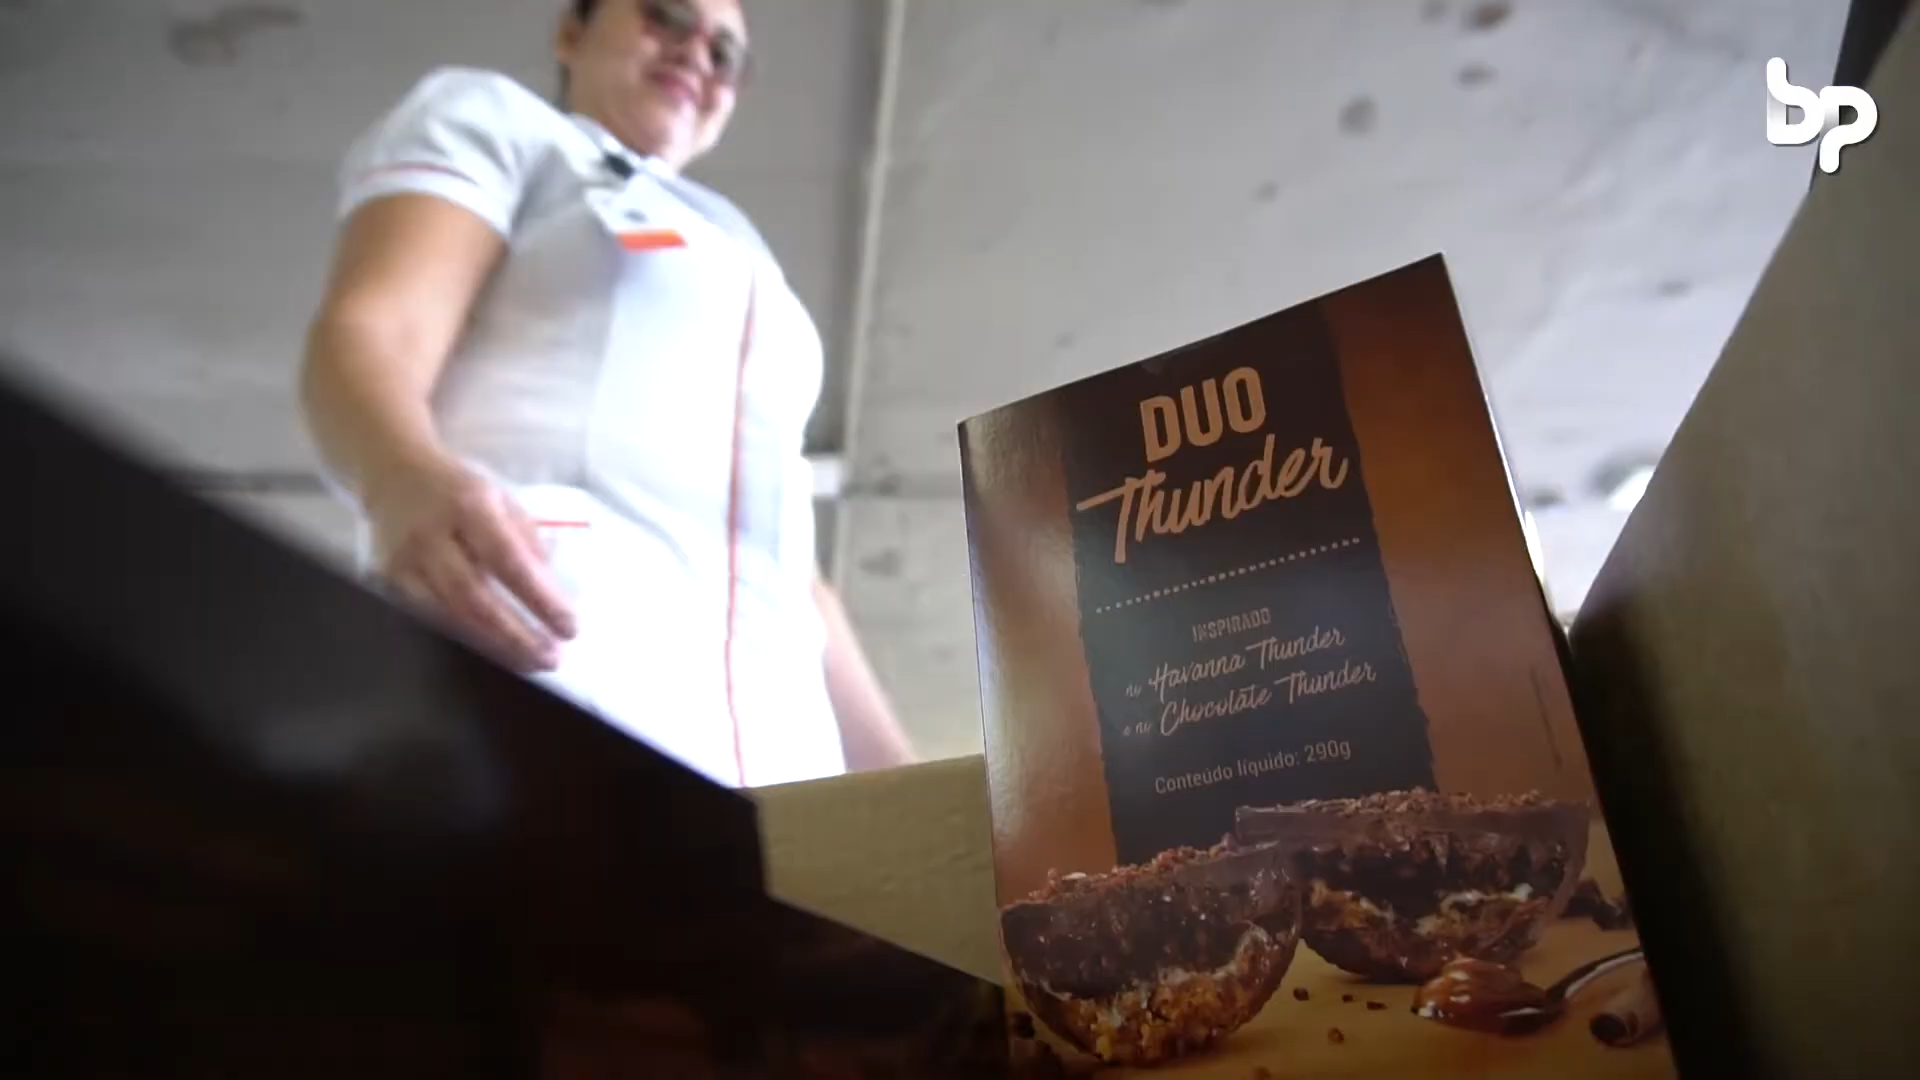 bp
DUO
Thunder
INSPIRADO
no Havanna Thunder
e no Chocolate Thunder
Conteúdo líquido: 290g